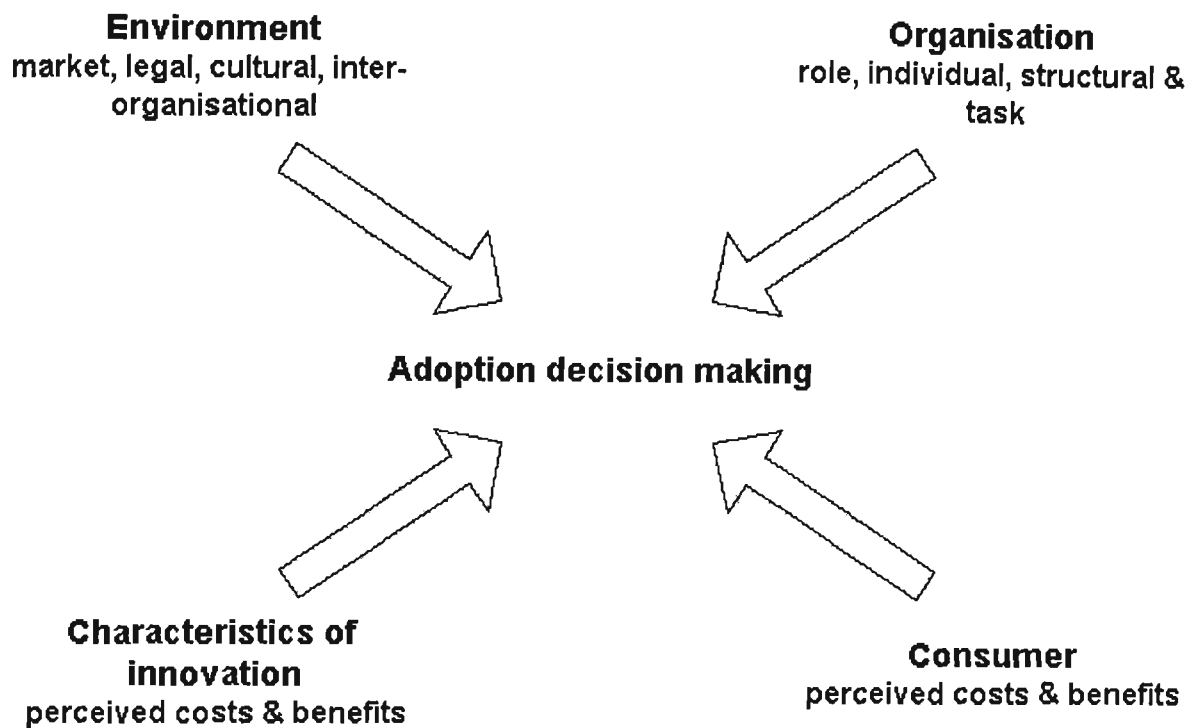 Environment
market, legal, cultural, inter-
organisational
Organisation
role, individual, structural &
task
Adoption decision making
Characteristics of
innovation
perceived costs & benefits
Consumer
perceived costs & benefits